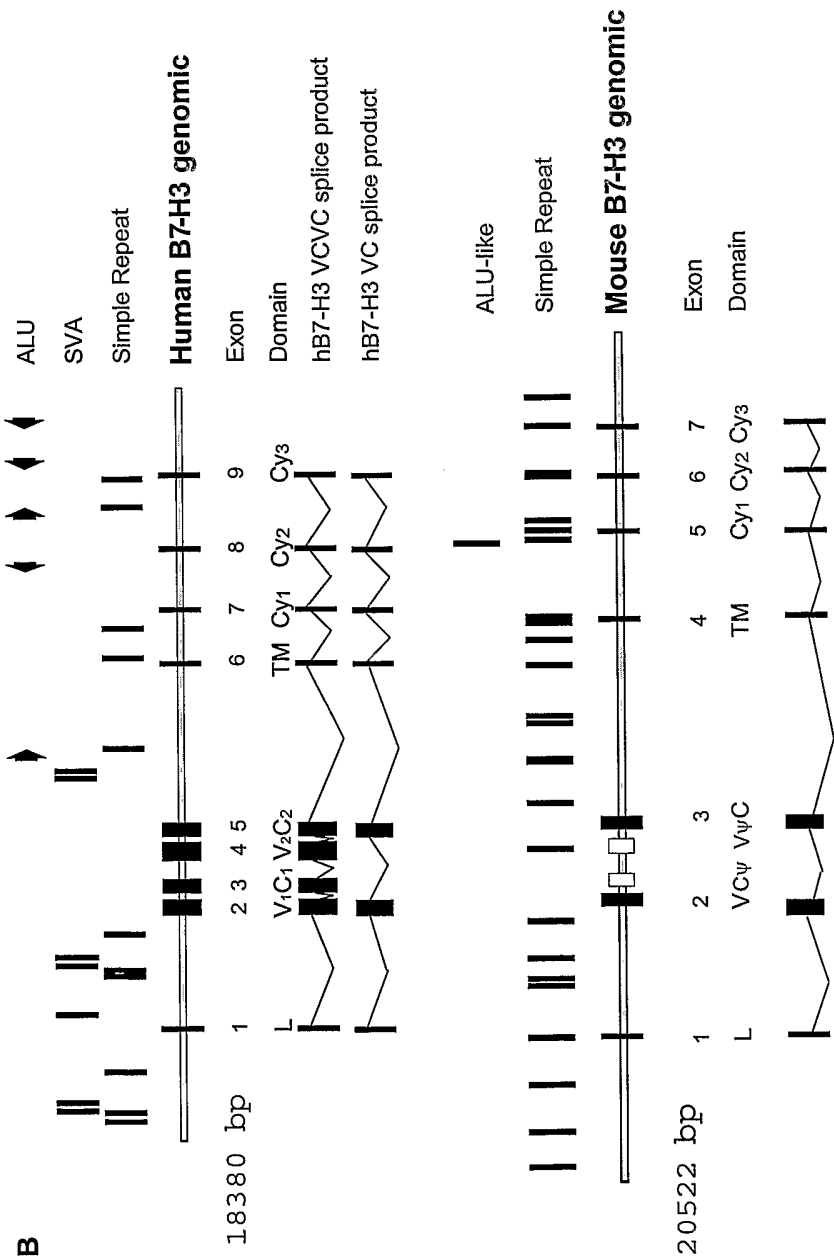 B
ALU
SVA
Simple Repeat
Human B7-H3 genomic
18380 bp
1 2 3 4 5 6 7 8 9 Exon
L V1C1 V2C2 TM Cy1 Cy2 Cy3 Domain
hB7-H3 VCVC splice product
hB7-H3 VC splice product
ALU-like
Simple Repeat
Mouse B7-H3 genomic
20522 bp
1 2 3 4 5 6 7 Exon
L VCψ VψC TM Cy1 Cy2 Cy3 Domain